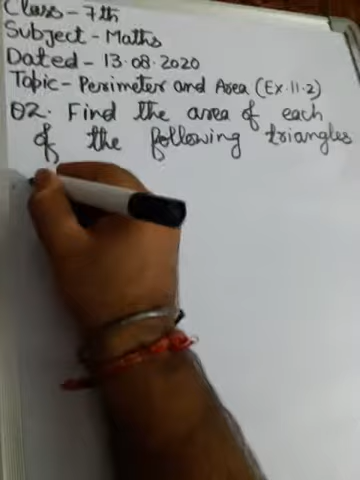 Class - 7th
Subject - Maths
Dated - 13.08.2020
Topic - Perimeter and Area (Ex.11.2)
Q2. Find the area of each
of the following triangles